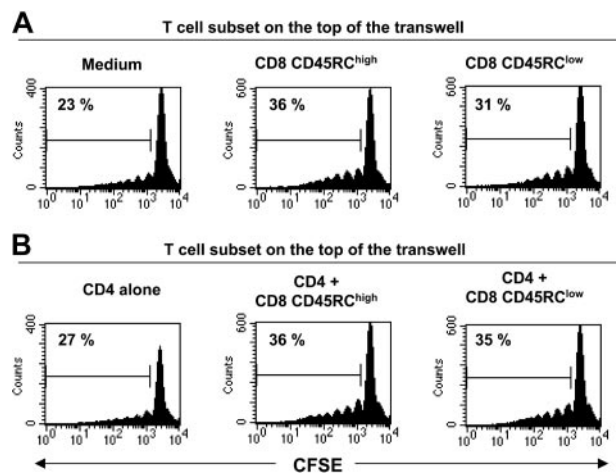 A
T cell subset on the top of the transwell
Medium
CD8 CD45RC^high
CD8 CD45RC^low
400
23 %
Counts
0
10^0 10^1 10^2 10^3 10^4
600
36 %
Counts
0
10^0 10^1 10^2 10^3 10^4
600
31 %
Counts
0
10^0 10^1 10^2 10^3 10^4
B
T cell subset on the top of the transwell
CD4 alone
CD4 +
CD8 CD45RC^high
CD4 +
CD8 CD45RC^low
400
27 %
Counts
0
10^0 10^1 10^2 10^3 10^4
600
36 %
Counts
0
10^0 10^1 10^2 10^3 10^4
600
35 %
Counts
0
10^0 10^1 10^2 10^3 10^4
CFSE